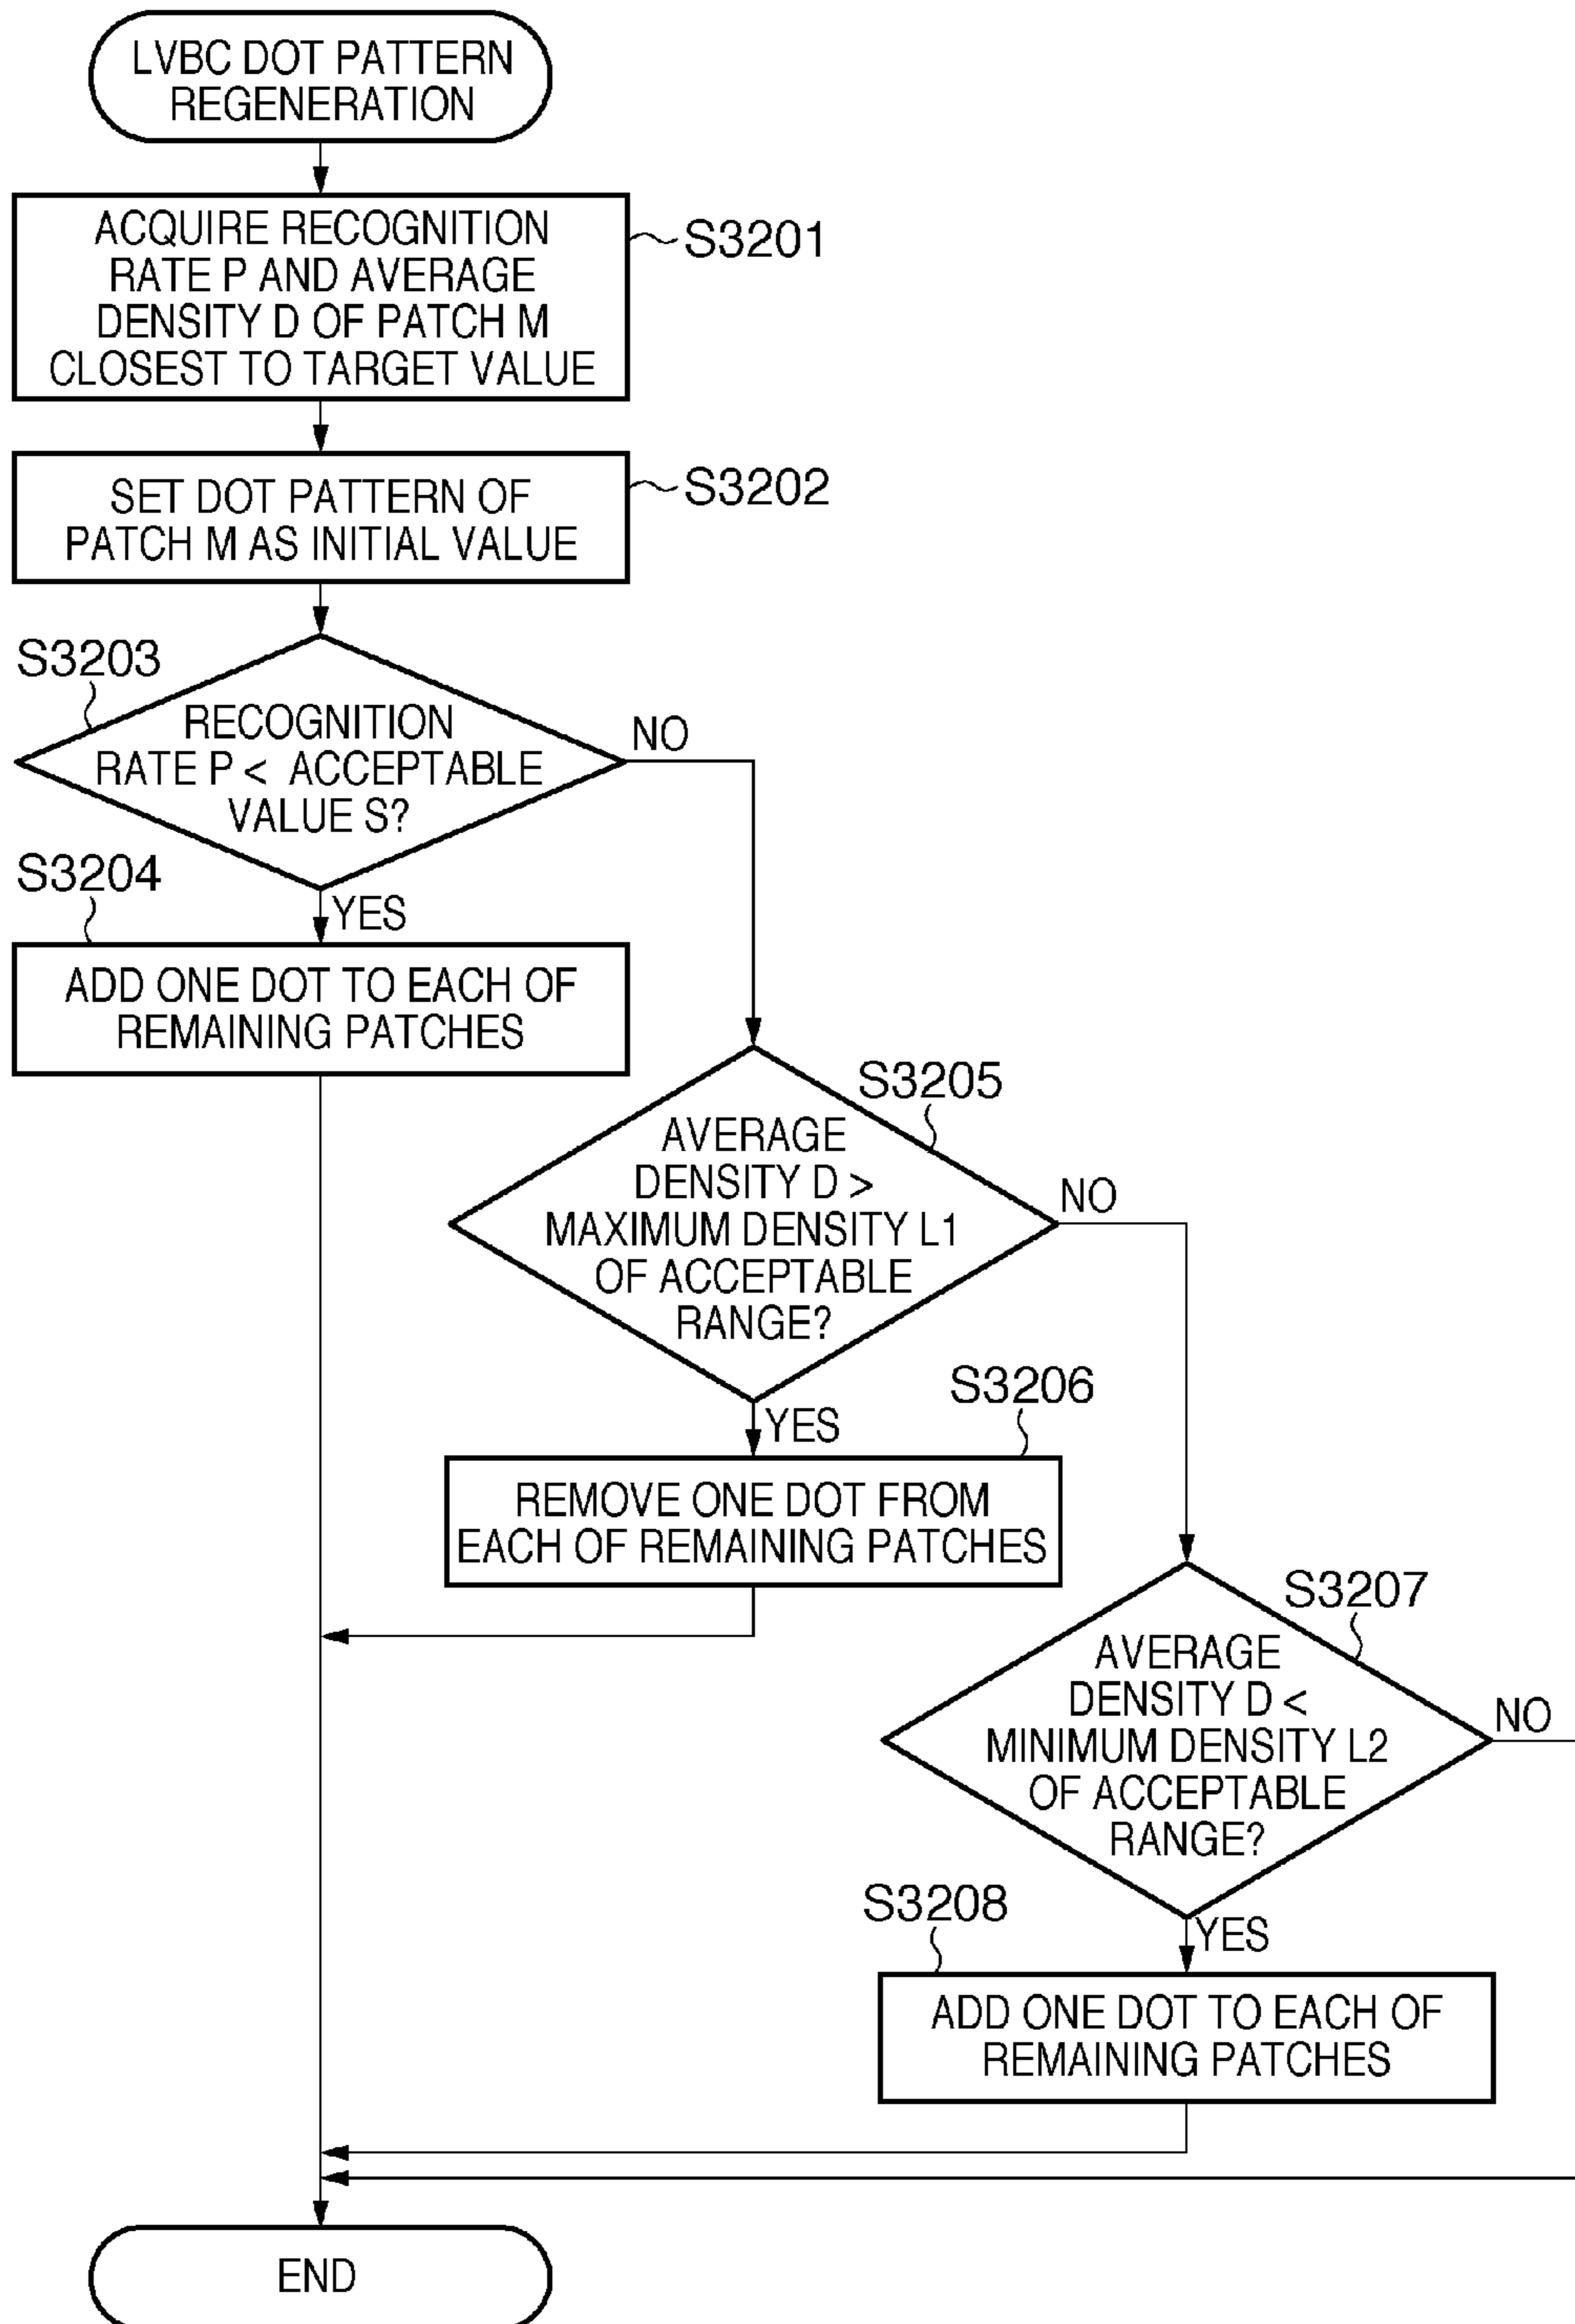 LVBC DOT PATTERN
REGENERATION
ACQUIRE RECOGNITION
RATE P AND AVERAGE
DENSITY D OF PATCH M
CLOSEST TO TARGET VALUE
S3201
SET DOT PATTERN OF
PATCH M AS INITIAL VALUE
S3202
S3203
RECOGNITION
RATE P < ACCEPTABLE
VALUE S?
NO
YES
S3204
ADD ONE DOT TO EACH OF
REMAINING PATCHES
S3205
AVERAGE
DENSITY D >
MAXIMUM DENSITY L1
OF ACCEPTABLE
RANGE?
NO
YES
S3206
REMOVE ONE DOT FROM
EACH OF REMAINING PATCHES
S3207
AVERAGE
DENSITY D <
MINIMUM DENSITY L2
OF ACCEPTABLE
RANGE?
NO
YES
S3208
ADD ONE DOT TO EACH OF
REMAINING PATCHES
END